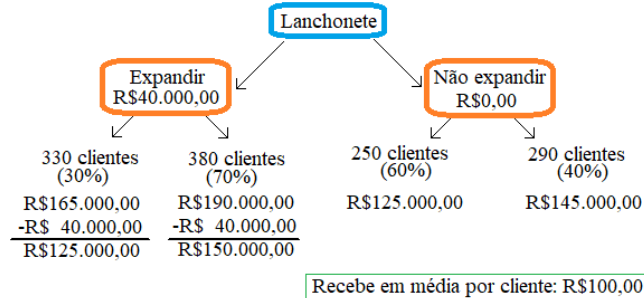 Lanchonete
Expandir
R$40.000,00
Não expandir
R$0,00
330 clientes
(30%)
R$165.000,00
-R$ 40.000,00
R$125.000,00
380 clientes
(70%)
R$190.000,00
-R$ 40.000,00
R$150.000,00
250 clientes
(60%)
R$125.000,00
290 clientes
(40%)
R$145.000,00
Recebe em média por cliente: R$100,00